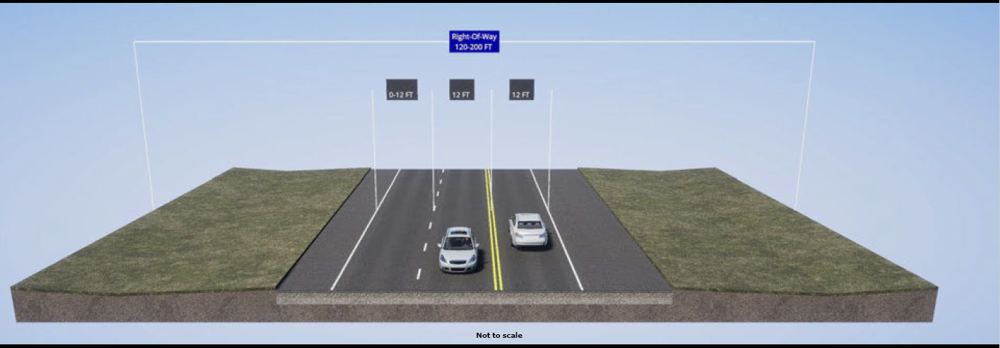 Right-Of-Way
120-200 FT
0-12 FT
12 FT
12 FT
Not to scale